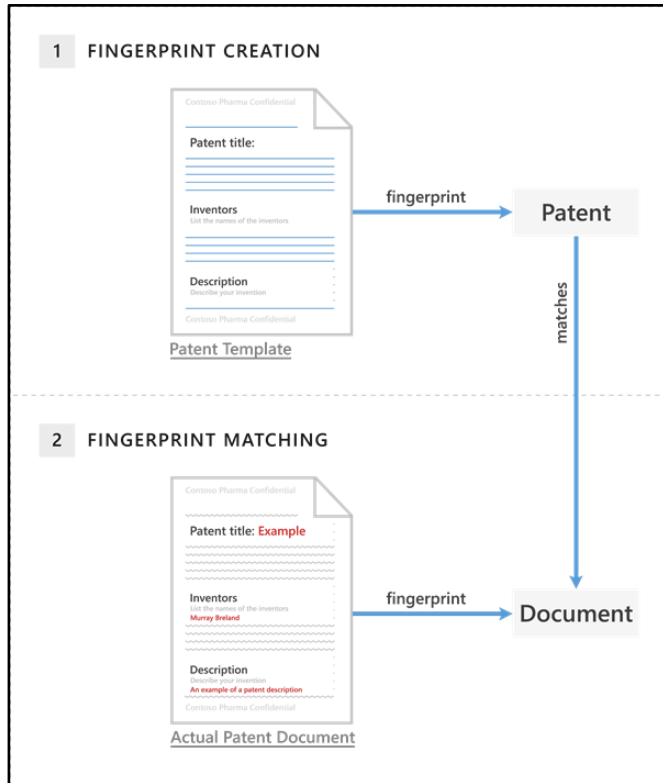 1 FINGERPRINT CREATION
Contoso Pharma Confidential
Patent title:
fingerprint
Patent
Inventors
List the names of the inventors
Description
Describe your invention
Contoso Pharma Confidential
Patent Template
matches
2 FINGERPRINT MATCHING
Contoso Pharma Confidential
Patent title: Example
Inventors
List the names of the inventors
Murray Breland
fingerprint
Document
Description
Describe your invention
An example of a patent description
Contoso Pharma Confidential
Actual Patent Document